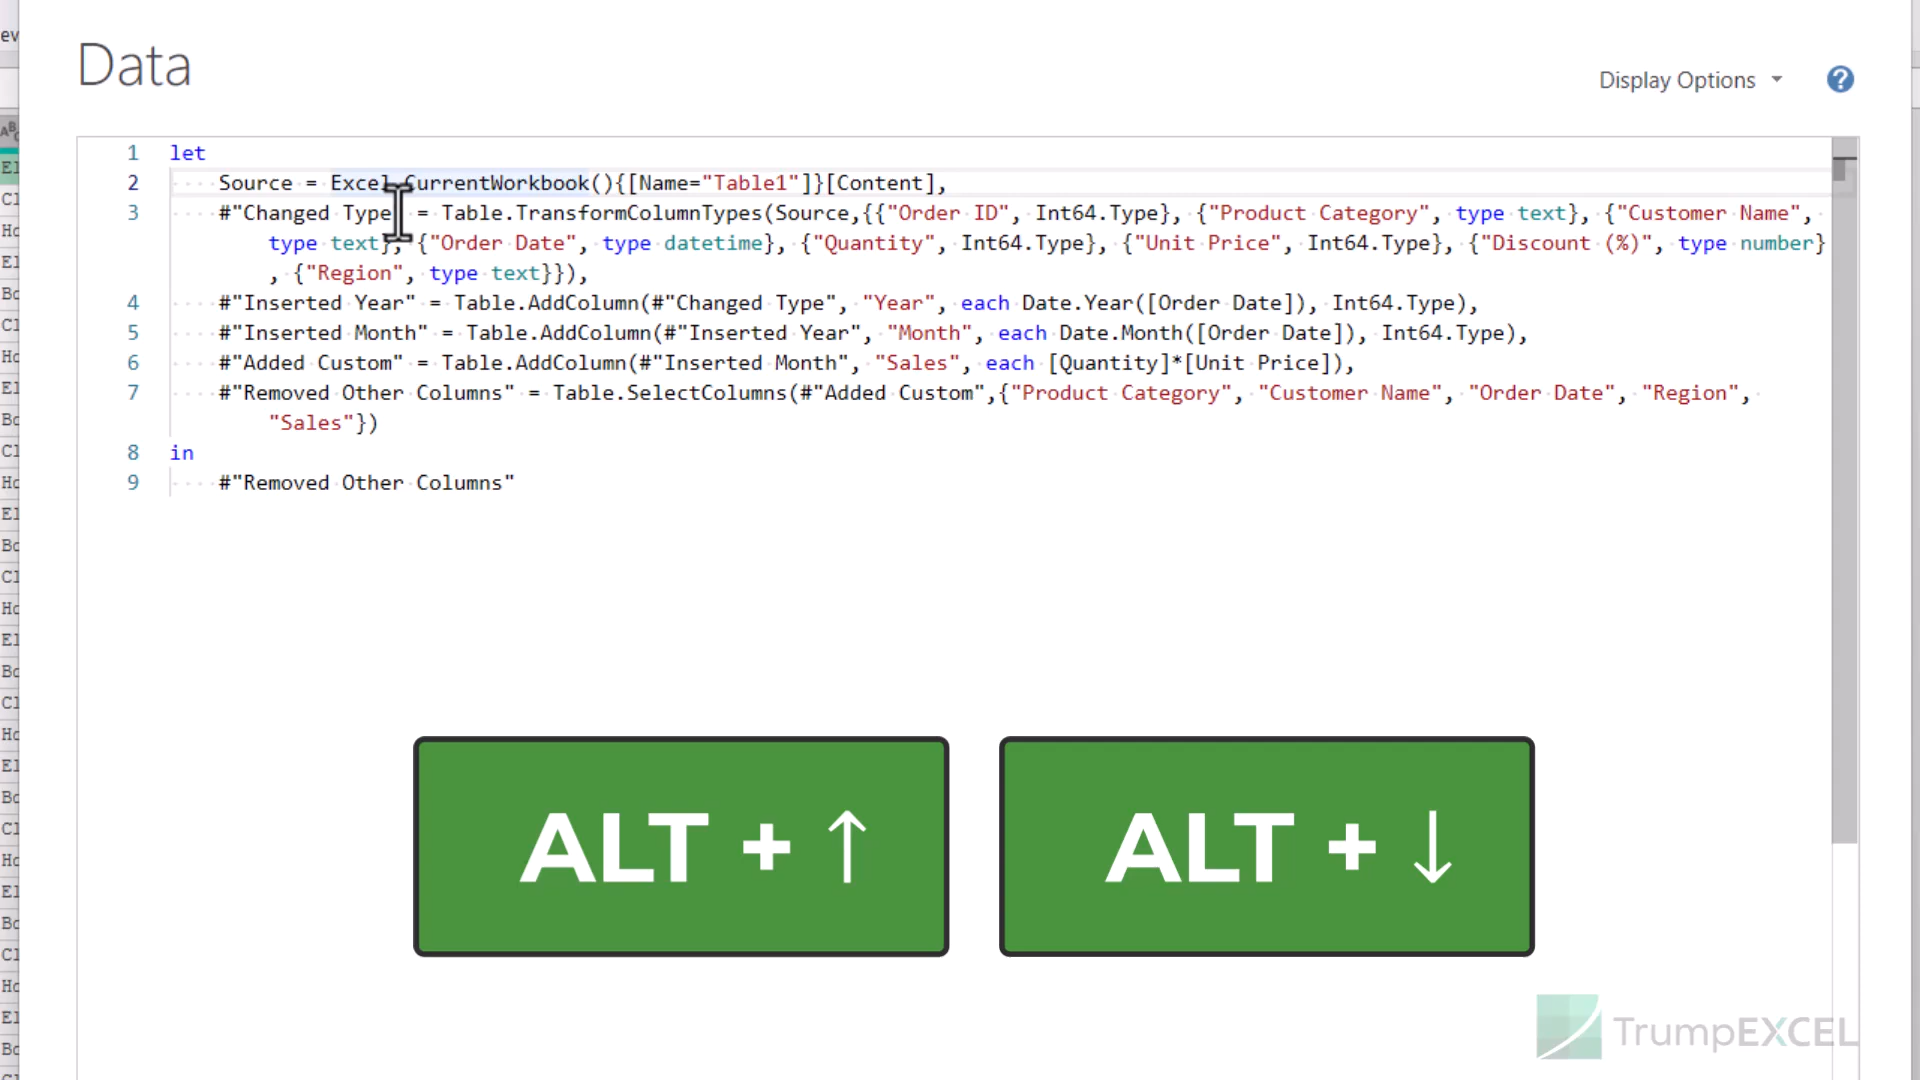 ev
Data
Display Options
?
1 let
2 Source = Excel.CurrentWorkbook(){[Name="Table1"]}[Content],
3 #"Changed Type" = Table.TransformColumnTypes(Source,{{"Order ID", Int64.Type}, {"Product Category", type text}, {"Customer Name",
type text}, {"Order Date", type datetime}, {"Quantity", Int64.Type}, {"Unit Price", Int64.Type}, {"Discount (%)", type number}
, {"Region", type text}}),
4 #"Inserted Year" = Table.AddColumn(#"Changed Type", "Year", each Date.Year([Order Date]), Int64.Type),
5 #"Inserted Month" = Table.AddColumn(#"Inserted Year", "Month", each Date.Month([Order Date]), Int64.Type),
6 #"Added Custom" = Table.AddColumn(#"Inserted Month", "Sales", each [Quantity]*[Unit Price]),
7 #"Removed Other Columns" = Table.SelectColumns(#"Added Custom",{"Product Category", "Customer Name", "Order Date", "Region",
"Sales"})
8 in
9 #"Removed Other Columns"
ALT + ↑
ALT + ↓
TrumpEXCEL